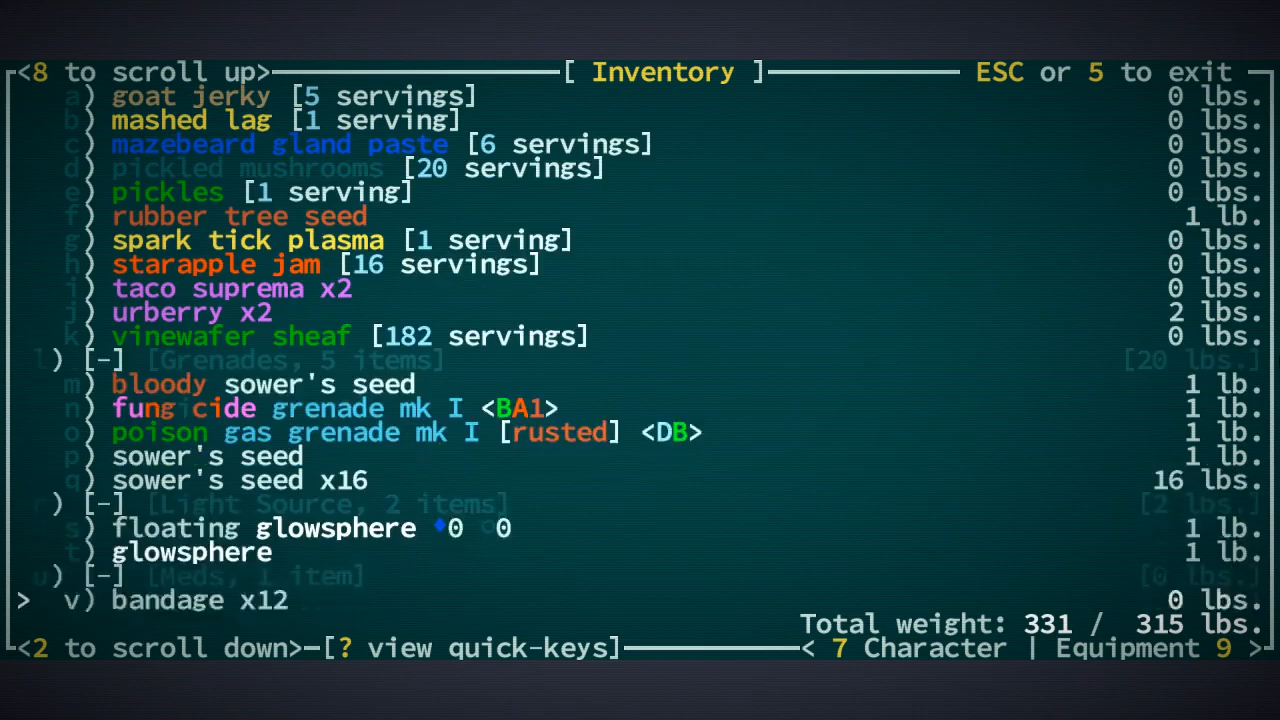 <8 to scroll up> [ Inventory ] ESC or 5 to exit
a) goat jerky [5 servings] 0 lbs.
b) mashed lag [1 serving] 0 lbs.
c) mazebeard gland paste [6 servings] 0 lbs.
d) pickled mushrooms [20 servings] 0 lbs.
e) pickles [1 serving] 0 lbs.
f) rubber tree seed 1 lb.
g) spark tick plasma [1 serving] 0 lbs.
h) starapple jam [16 servings] 0 lbs.
i) taco suprema x2 0 lbs.
j) urberry x2 2 lbs.
k) vinewafer sheaf [182 servings] 0 lbs.
l) [-] [Grenades, 5 items] [20 lbs.]
m) bloody sower's seed 1 lb.
n) fungicide grenade mk I <BA1> 1 lb.
o) poison gas grenade mk I [rusted] <DB> 1 lb.
p) sower's seed 1 lb.
q) sower's seed x16 16 lbs.
r) [-] [Light Source, 2 items] [2 lbs.]
s) floating glowsphere ♦0 ○0 1 lb.
t) glowsphere 1 lb.
u) [-] [Meds, 1 item] [0 lbs.]
> v) bandage x12 0 lbs.
Total weight: 331 / 315 lbs.
<2 to scroll down> [? view quick-keys] < 7 Character | Equipment 9 >